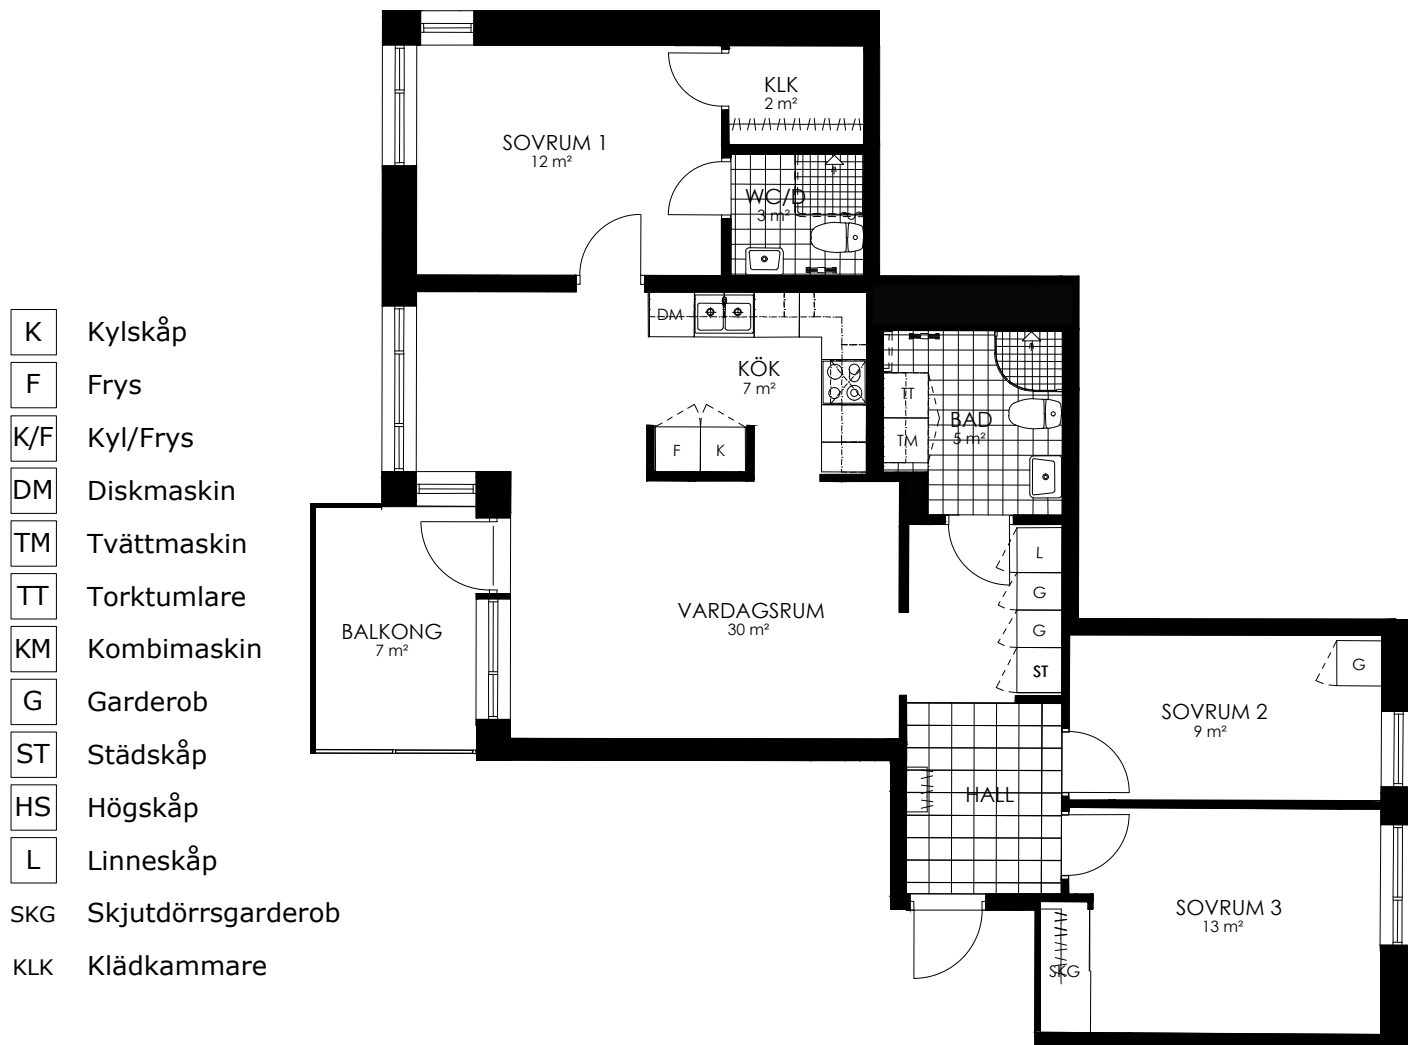 K Kylskåp
F Frys
K/F Kyl/Frys
DM Diskmaskin
TM Tvättmaskin
TT Torktumlare
KM Kombimaskin
G Garderob
ST Städskåp
HS Högskåp
L Linneskåp
SKG Skjutdörrsgarderob
KLK Klädkammare
KLK
2 m²
SOVRUM 1
12 m²
WC/D
3 m²
DM
KÖK
7 m²
F K
TT
TM
BAD
5 m²
L
G
G
ST
VARDAGSRUM
30 m²
BALKONG
7 m²
G
SOVRUM 2
9 m²
HALL
SOVRUM 3
13 m²
SKG